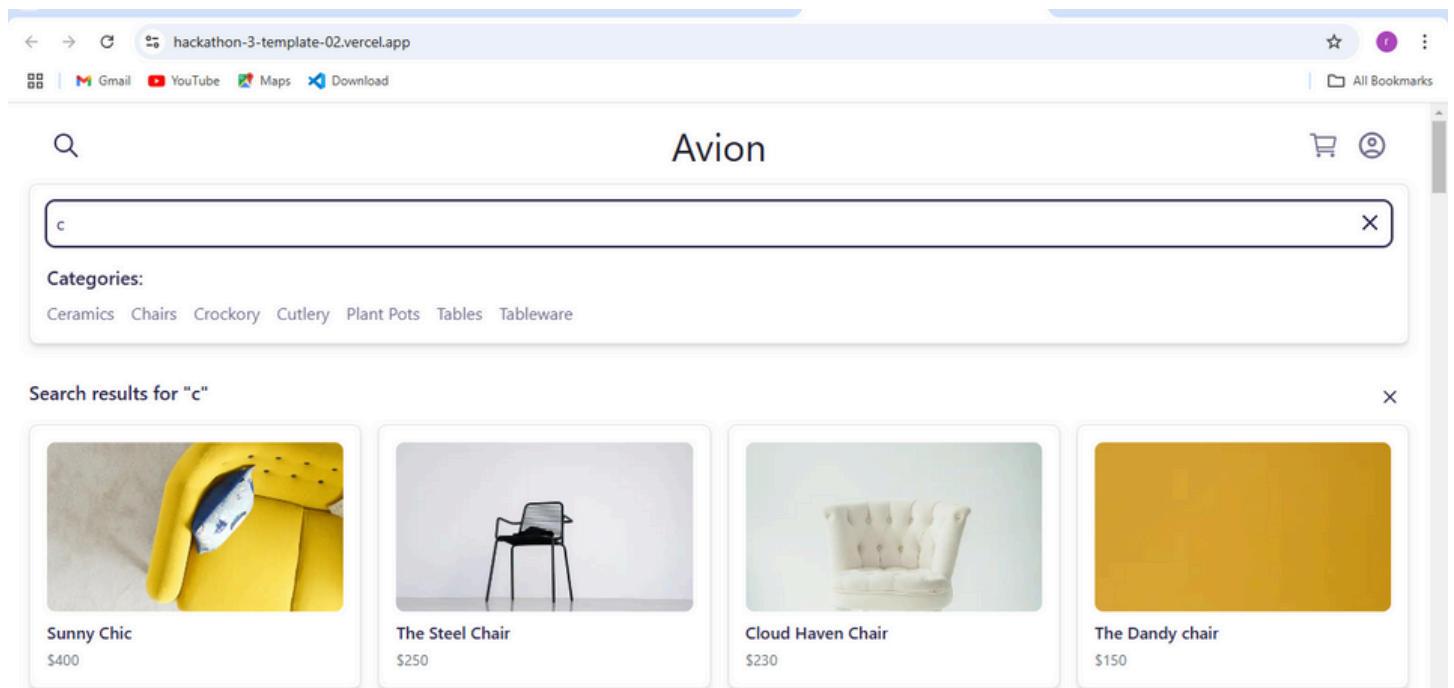 hackathon-3-template-02.vercel.app
r
Gmail YouTube Maps Download All Bookmarks
Avion
c
Categories:
Ceramics Chairs Crockory Cutlery Plant Pots Tables Tableware
Search results for "c"
Sunny Chic The Steel Chair Cloud Haven Chair The Dandy chair
$400 $250 $230 $150